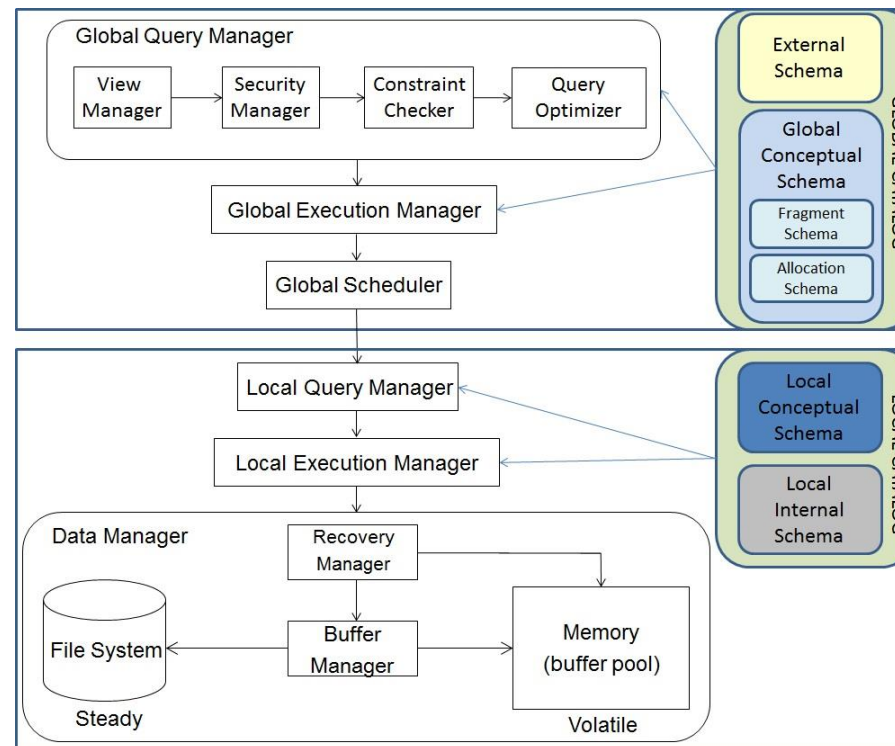 Global Query Manager
View
Manager
Security
Manager
Constraint
Checker
Query
Optimizer
Global Execution Manager
Global Scheduler
External
Schema
Global
Conceptual
Schema
Fragment
Schema
Allocation
Schema
Local Query Manager
Local Execution Manager
Local
Conceptual
Schema
Local
Internal
Schema
Data Manager
Recovery
Manager
Buffer
Manager
File System
Steady
Memory
(buffer pool)
Volatile